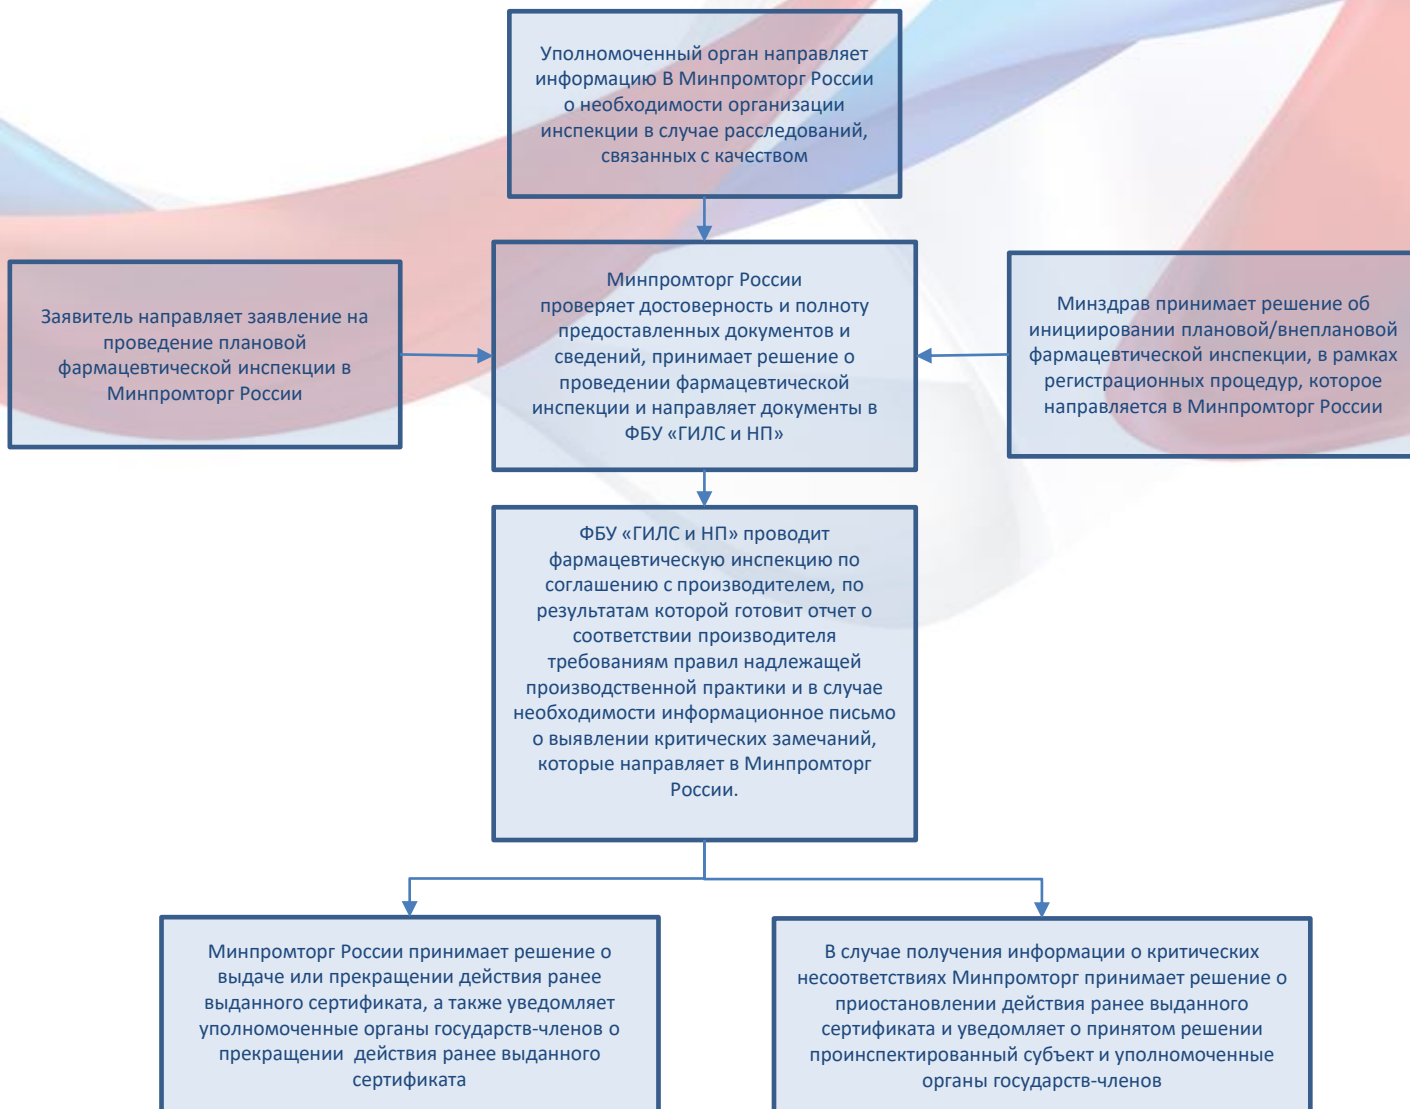 Уполномоченный орган направляет
информацию В Минпромторг России
о необходимости организации
инспекции в случае расследований,
связанных с качеством
Заявитель направляет заявление на
проведение плановой
фармацевтической инспекции в
Минпромторг России
Минпромторг России
проверяет достоверность и полноту
предоставленных документов и
сведений, принимает решение о
проведении фармацевтической
инспекции и направляет документы в
ФБУ «ГИЛС и НП»
Минздрав принимает решение об
инициировании плановой/внеплановой
фармацевтической инспекции, в рамках
регистрационных процедур, которое
направляется в Минпромторг России
ФБУ «ГИЛС и НП» проводит
фармацевтическую инспекцию по
соглашению с производителем, по
результатам которой готовит отчет о
соответствии производителя
требованиям правил надлежащей
производственной практики и в случае
необходимости информационное письмо
о выявлении критических замечаний,
которые направляет в Минпромторг
России.
Минпромторг России принимает решение о
выдаче или прекращении действия ранее
выданного сертификата, а также уведомляет
уполномоченные органы государств-членов о
прекращении действия ранее выданного
сертификата
В случае получения информации о критических
несоответствиях Минпромторг принимает решение о
приостановлении действия ранее выданного
сертификата и уведомляет о принятом решении
проинспектированный субъект и уполномоченные
органы государств-членов